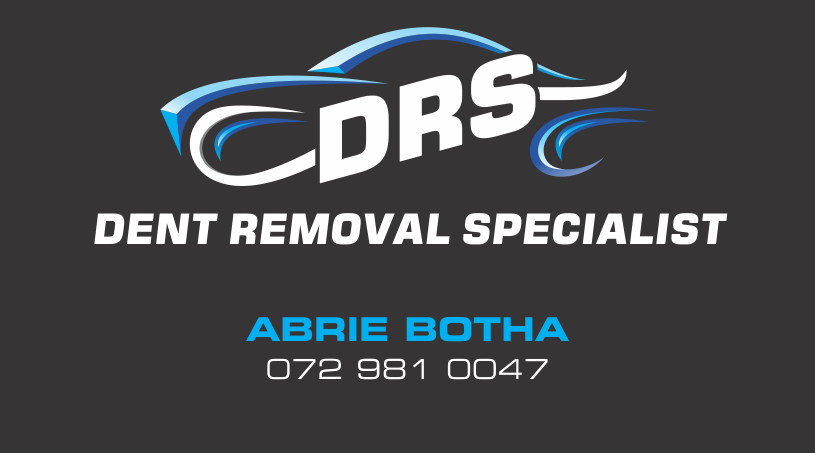 DRS
DENT REMOVAL SPECIALIST
ABRIE BOTHA
072 981 0047